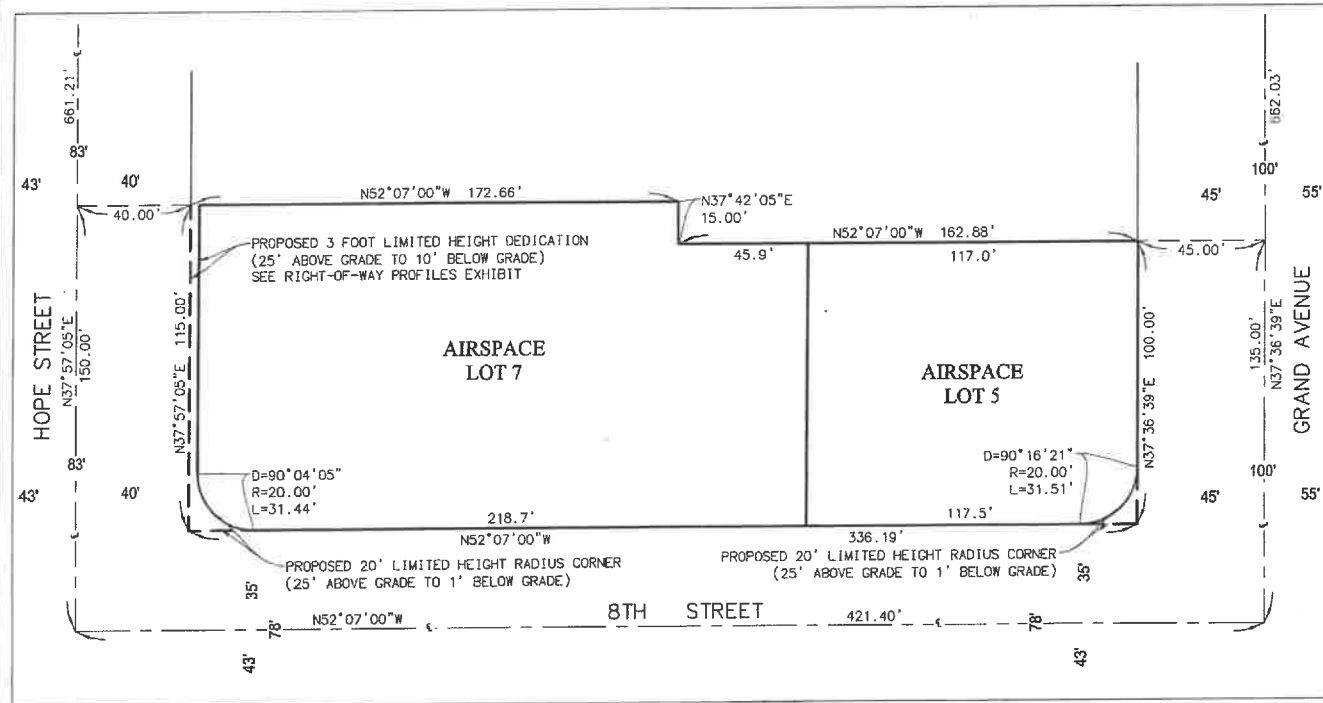 661.21'
662.03'
83'
43'
40'
40.00'
N52°07'00"W 172.66'
N37°42'05"E
15.00'
N52°07'00"W 162.88'
45.9'
117.0'
100'
45'
55'
45.00'
PROPOSED 3 FOOT LIMITED HEIGHT DEDICATION
(25' ABOVE GRADE TO 10' BELOW GRADE)
SEE RIGHT-OF-WAY PROFILES EXHIBIT
HOPE STREET
N37°57'05"E
150.00'
N37°57'05"E 115.00'
AIRSPACE
LOT 7
AIRSPACE
LOT 5
N37°36'39"E 100.00'
135.00'
N37°36'39"E
GRAND AVENUE
83'
43'
40'
D=90°04'05"
R=20.00'
L=31.44'
D=90°16'21"
R=20.00'
L=31.51'
100'
45'
55'
218.7'
N52°07'00"W
117.5'
336.19'
PROPOSED 20' LIMITED HEIGHT RADIUS CORNER
(25' ABOVE GRADE TO 1' BELOW GRADE)
PROPOSED 20' LIMITED HEIGHT RADIUS CORNER
(25' ABOVE GRADE TO 1' BELOW GRADE)
35'
35'
N52°07'00"W
8TH STREET
421.40'
78'
78'
43'
43'